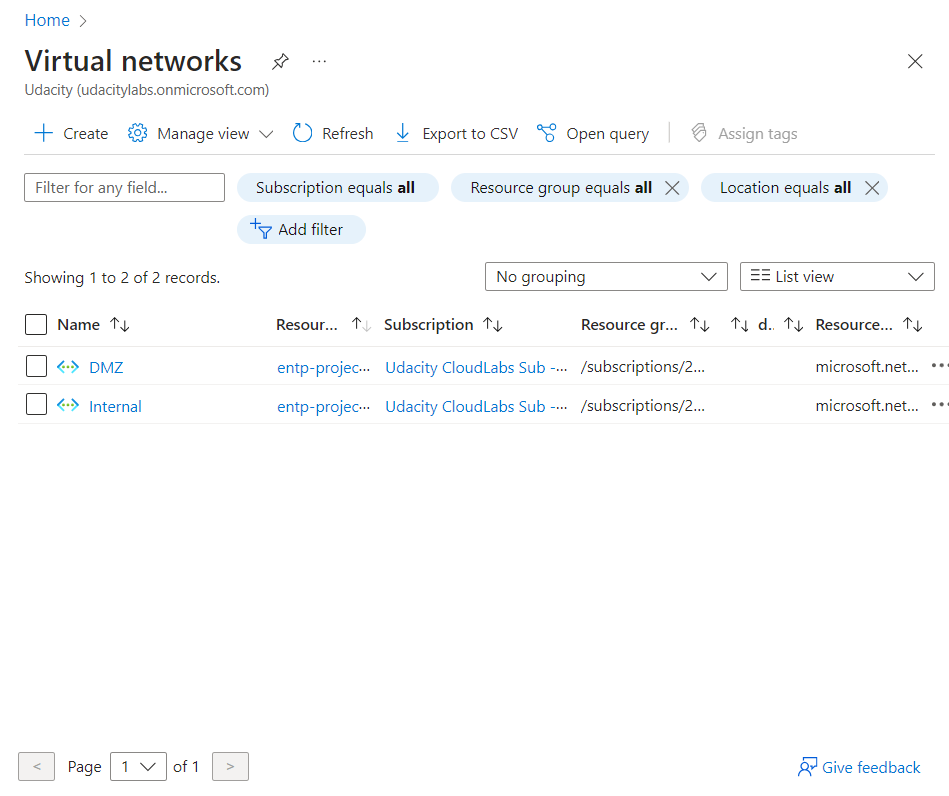 Home >
Virtual networks ...
Udacity (udacitylabs.onmicrosoft.com)
Create Manage view Refresh Export to CSV Open query Assign tags
Filter for any field... Subscription equals all Resource group equals all Location equals all
Add filter
Showing 1 to 2 of 2 records. No grouping List view
Name ↑↓ Resour... ↑↓ Subscription ↑↓ Resource gr... ↑↓ ↑↓ d. ↑↓ Resource... ↑↓
DMZ entp-projec... Udacity CloudLabs Sub -... /subscriptions/2... microsoft.net... ...
Internal entp-projec... Udacity CloudLabs Sub -... /subscriptions/2... microsoft.net... ...
< Page 1 of 1 > Give feedback